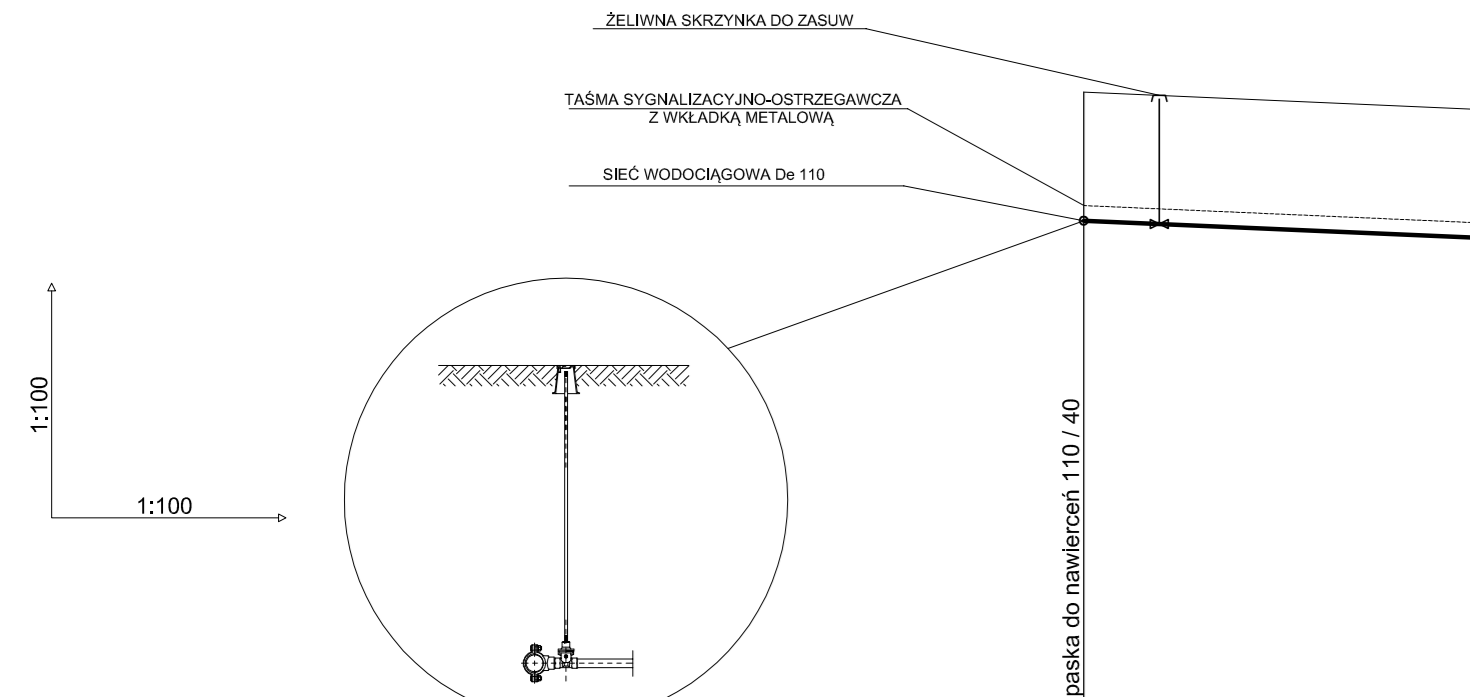 ŻELIWNA SKRZYNKA DO ZASUW
TAŚMA SYGNALIZACYJNO-OSTRZEGAWCZA
Z WKŁADKĄ METALOWĄ
SIEĆ WODOCIĄGOWA De 110
1:100
1:100
paska do nawierceń 110 / 40